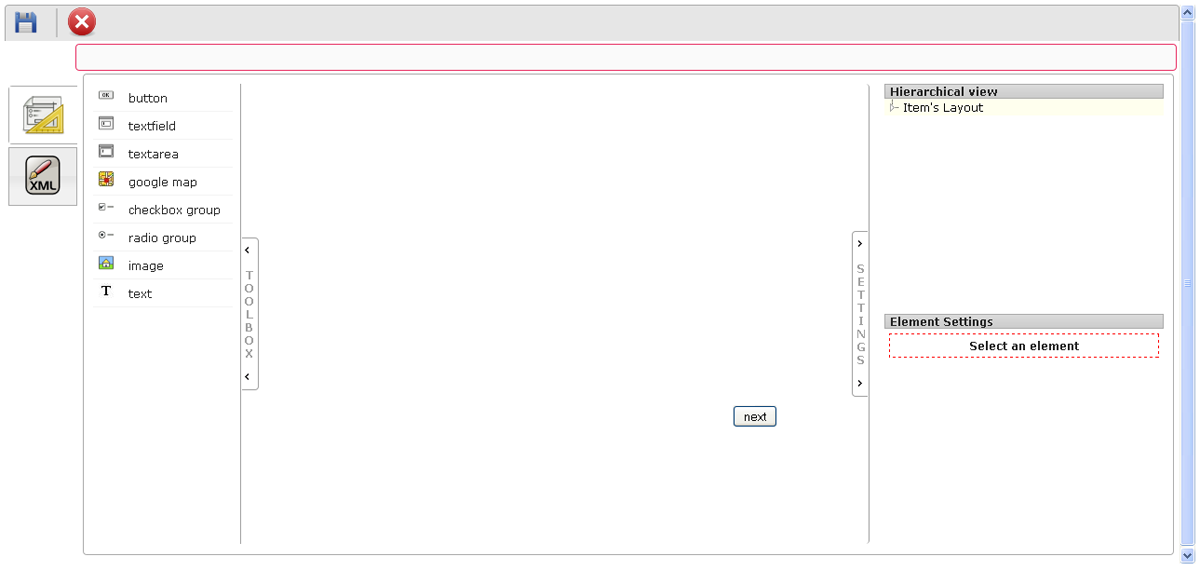 XML
OK
button
textfield
textarea
google map
checkbox group
radio group
image
T
text
TOOLBOX
next
SETTINGS
Hierarchical view
Item's Layout
Element Settings
Select an element